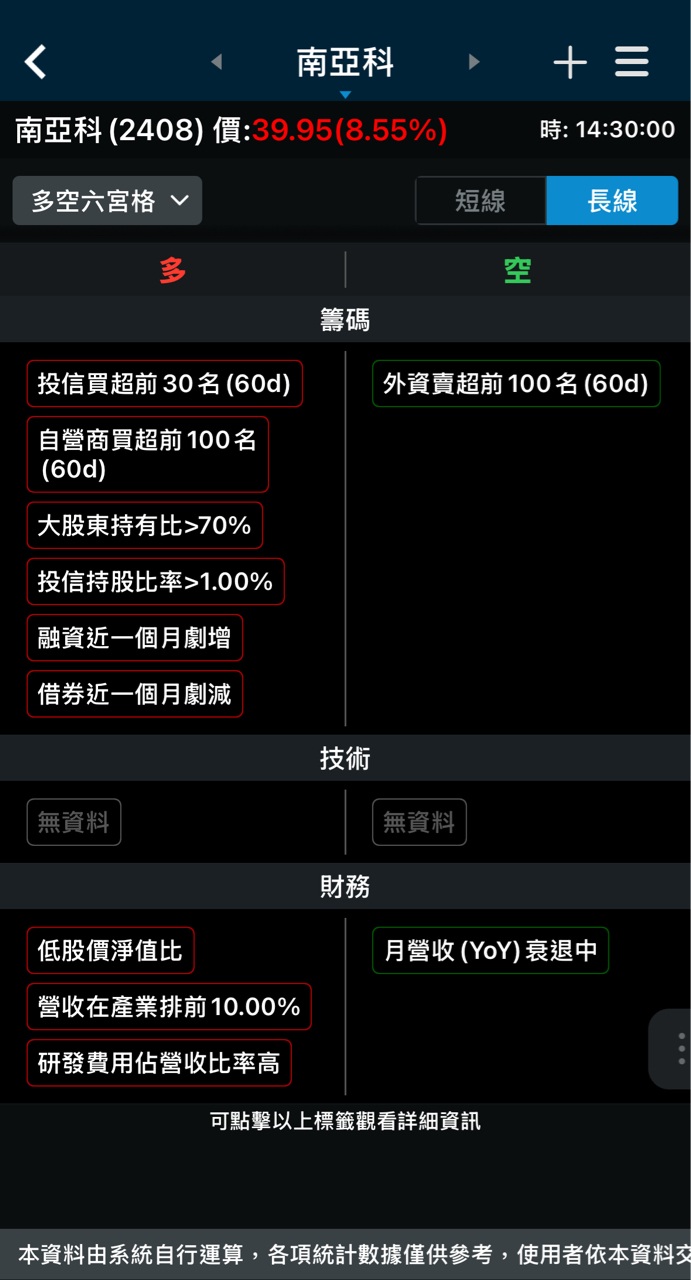 南亞科
南亞科 (2408) 價:39.95(8.55%)
時: 14:30:00
多空六宮格
短線
長線
多
空
籌碼
投信買超前 30 名 (60d)
外資賣超前 100 名 (60d)
自營商買超前 100 名
(60d)
大股東持有比>70%
投信持股比率>1.00%
融資近一個月劇增
借券近一個月劇減
技術
無資料
無資料
財務
低股價淨值比
月營收 (YoY) 衰退中
營收在產業排前 10.00%
研發費用佔營收比率高
可點擊以上標籤觀看詳細資訊
本資料由系統自行運算，各項統計數據僅供參考，使用者依本資料交